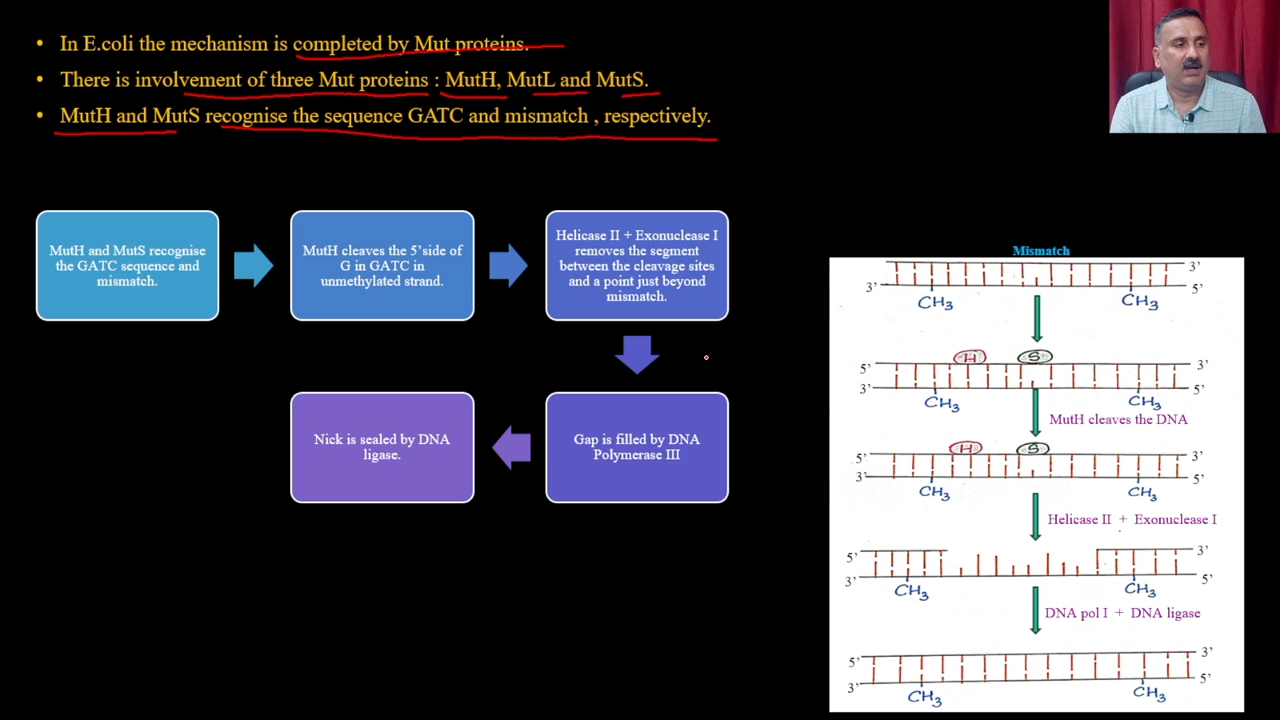 • In E.coli the mechanism is completed by Mut proteins.
• There is involvement of three Mut proteins : MutH, MutL and MutS.
• MutH and MutS recognise the sequence GATC and mismatch , respectively.
MutH and MutS recognise
the GATC sequence and
mismatch.
MutH cleaves the 5’side of
G in GATC in
unmethylated strand.
Helicase II + Exonuclease I
removes the segment
between the cleavage sites
and a point just beyond
mismatch.
Nick is sealed by DNA
ligase.
Gap is filled by DNA
Polymerase III
Mismatch
3’
3’ 5’
CH3 CH3
H S
5’ 3’
3’ 5’
CH3 CH3
MutH cleaves the DNA
H S
5’ 3’
3’ 5’
CH3 CH3
Helicase II + Exonuclease I
5’ 3’
3’ 5’
CH3 CH3
DNA pol I + DNA ligase
5’ 3’
3’ 5’
CH3 CH3